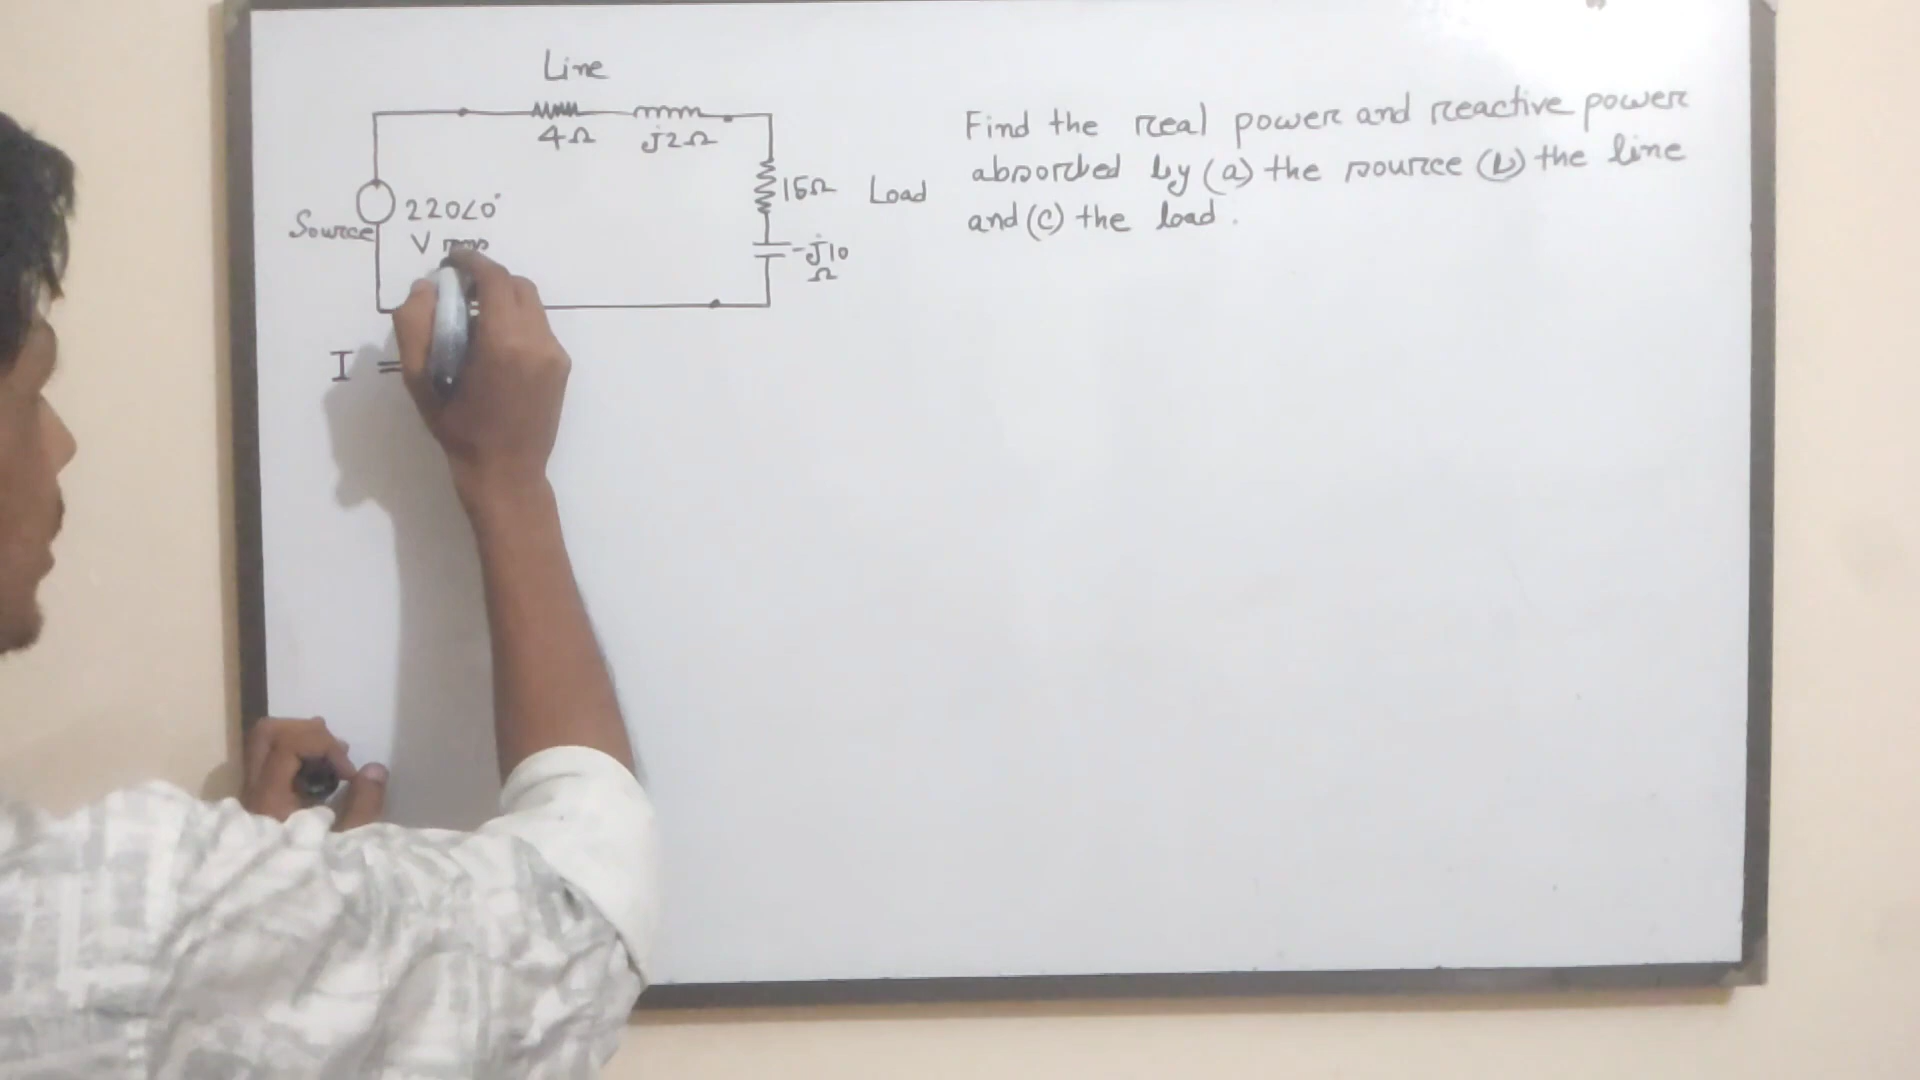 Line
4Ω j2Ω
15Ω Load
Source 220∠0°
V rms
-j10
Ω
I =
Find the real power and reactive power
absorbed by (a) the source (b) the line
and (c) the load.